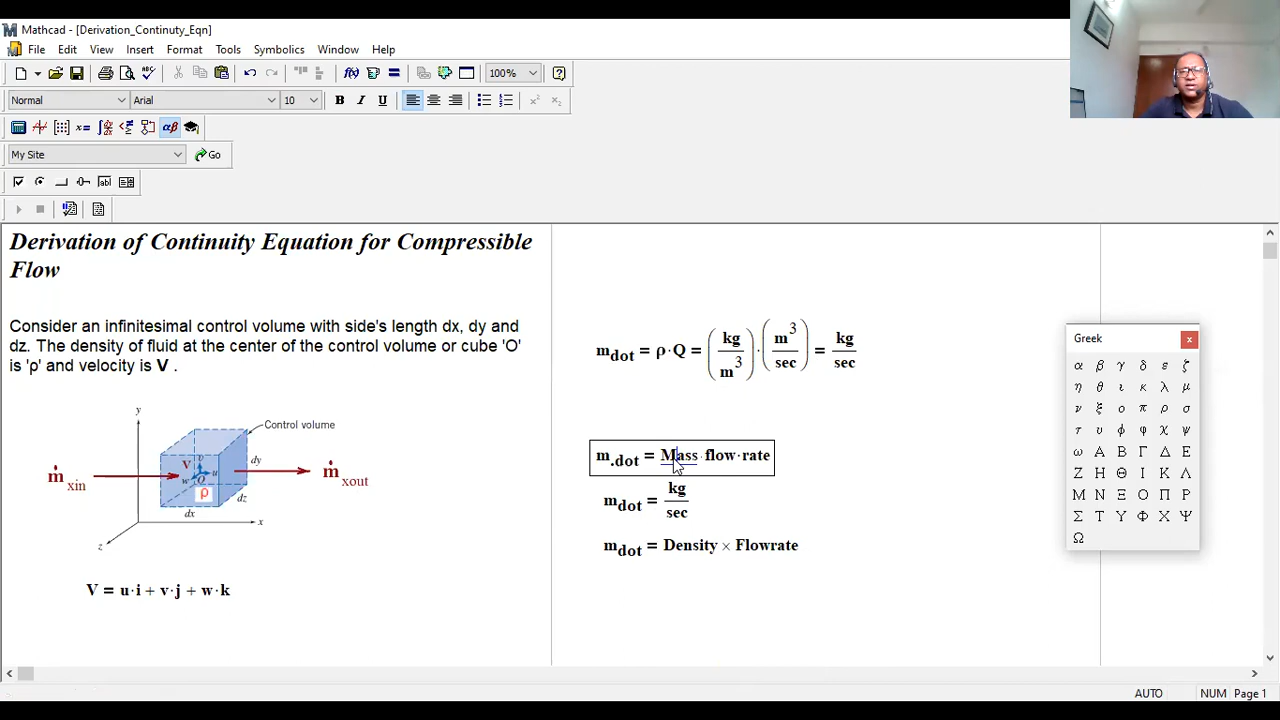 Mathcad - [Derivation_Continuty_Eqn]
File Edit View Insert Format Tools Symbolics Window Help
100%
Normal Arial 10 B I U
αβ
My Site Go
Derivation of Continuity Equation for Compressible
Flow
Consider an infinitesimal control volume with side's length dx, dy and
dz. The density of fluid at the center of the control volume or cube 'O'
is 'ρ' and velocity is V .
y
Control volume
V υ dy
ṁ xin w O u ṁ xout
ρ dz
dx x
z
V = u·i + v·j + w·k
m dot = ρ·Q = (kg/m^3)·(m^3/sec) = kg/sec
m .dot = Mass·flow·rate
m dot = kg/sec
m dot = Density × Flowrate
Greek x
α β γ δ ε ζ
η θ ι κ λ μ
ν ξ ο π ρ σ
τ υ ϕ φ χ ψ
ω Α Β Γ Δ Ε
Ζ Η Θ Ι Κ Λ
Μ Ν Ξ Ο Π Ρ
Σ Τ Υ Φ Χ Ψ
Ω
AUTO NUM Page 1